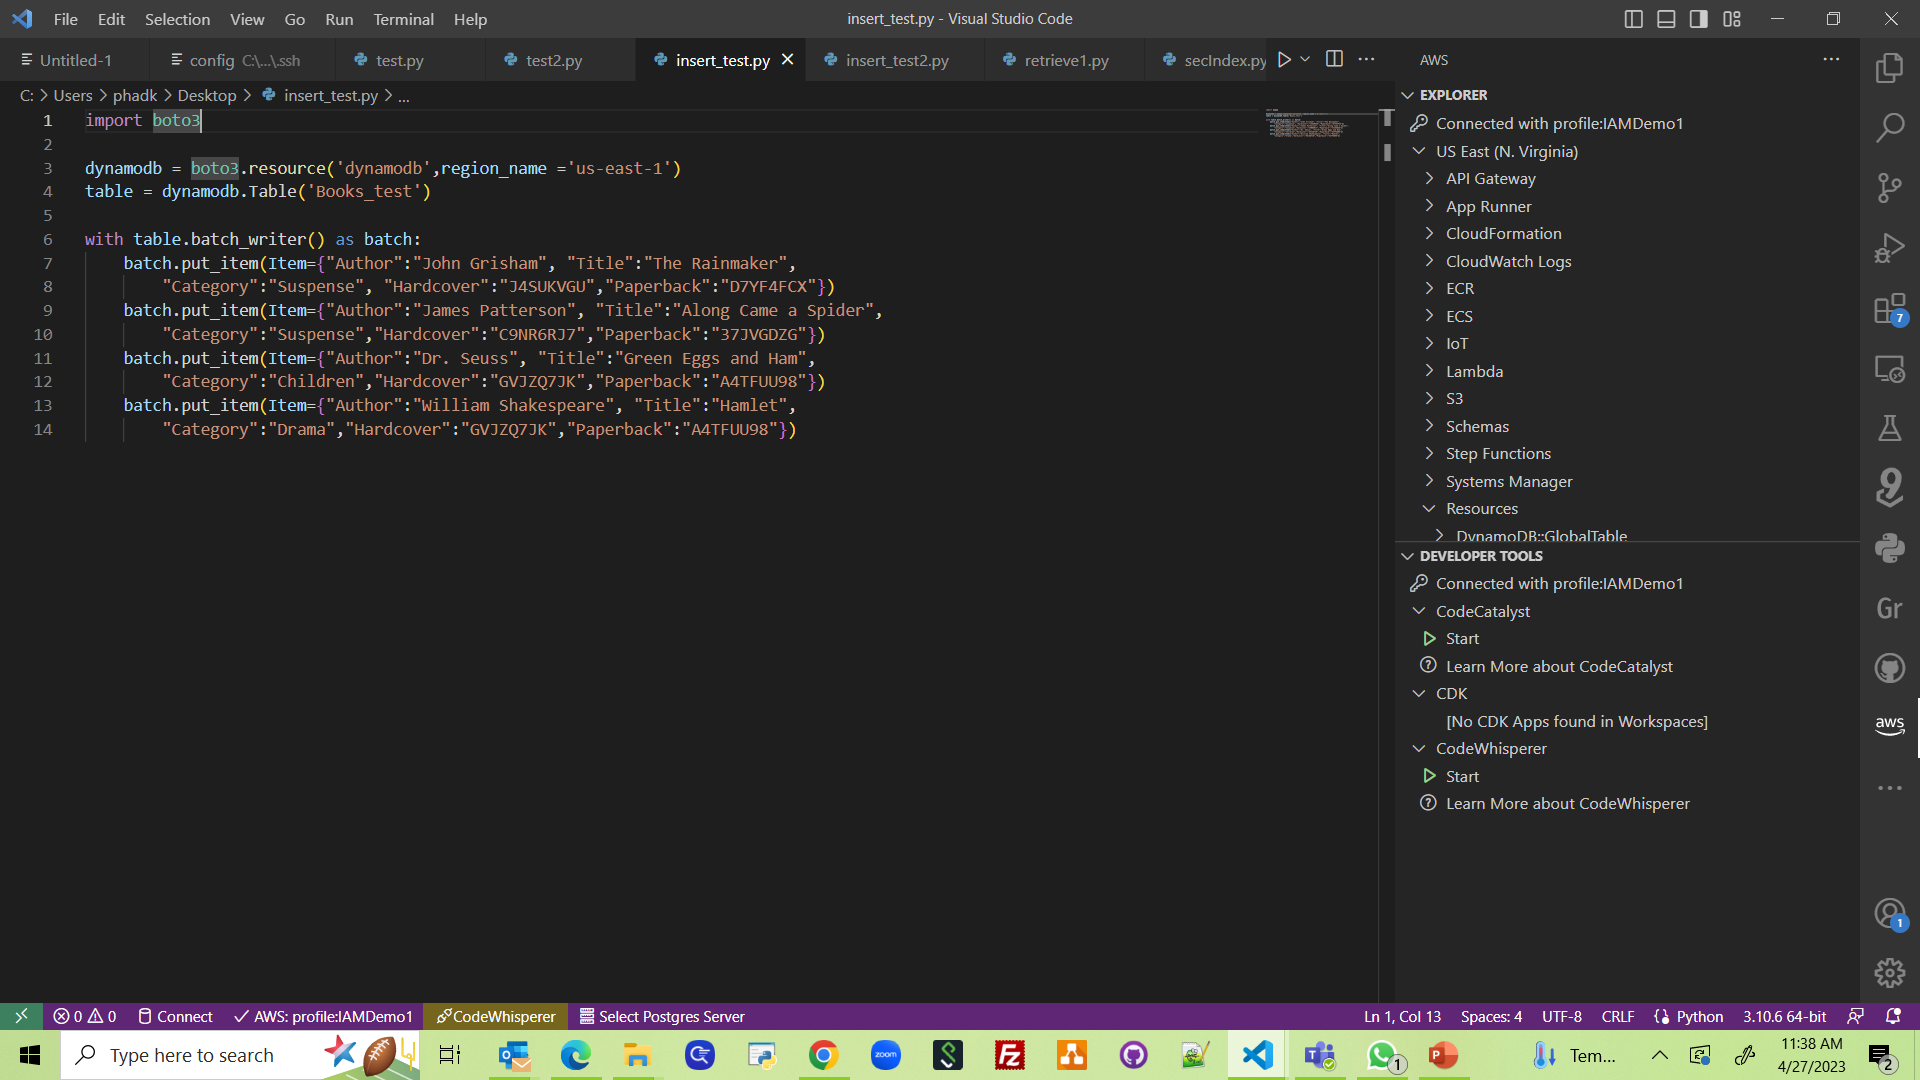 File Edit Selection View Go Run Terminal Help
insert_test.py - Visual Studio Code
Untitled-1
config C:\...\.ssh
test.py
test2.py
insert_test.py
insert_test2.py
retrieve1.py
secIndex.py
C: > Users > phadk > Desktop > insert_test.py > ...
1 import boto3
2
3 dynamodb = boto3.resource('dynamodb',region_name ='us-east-1')
4 table = dynamodb.Table('Books_test')
5
6 with table.batch_writer() as batch:
7 batch.put_item(Item={"Author":"John Grisham", "Title":"The Rainmaker",
8 "Category":"Suspense", "Hardcover":"J4SUKVGU","Paperback":"D7YF4FCX"})
9 batch.put_item(Item={"Author":"James Patterson", "Title":"Along Came a Spider",
10 "Category":"Suspense","Hardcover":"C9NR6RJ7","Paperback":"37JVGDZG"})
11 batch.put_item(Item={"Author":"Dr. Seuss", "Title":"Green Eggs and Ham",
12 "Category":"Children","Hardcover":"GVJZQ7JK","Paperback":"A4TFUU98"})
13 batch.put_item(Item={"Author":"William Shakespeare", "Title":"Hamlet",
14 "Category":"Drama","Hardcover":"GVJZQ7JK","Paperback":"A4TFUU98"})
AWS
EXPLORER
Connected with profile:IAMDemo1
US East (N. Virginia)
API Gateway
App Runner
CloudFormation
CloudWatch Logs
ECR
ECS
IoT
Lambda
S3
Schemas
Step Functions
Systems Manager
Resources
DynamoDB::GlobalTable
DEVELOPER TOOLS
Connected with profile:IAMDemo1
CodeCatalyst
Start
Learn More about CodeCatalyst
CDK
[No CDK Apps found in Workspaces]
CodeWhisperer
Start
Learn More about CodeWhisperer
7
Gr
aws
1
0 0 Connect AWS: profile:IAMDemo1 CodeWhisperer Select Postgres Server
Ln 1, Col 13 Spaces: 4 UTF-8 CRLF Python 3.10.6 64-bit
Type here to search
zoom
1
Tem...
11:38 AM
4/27/2023
2